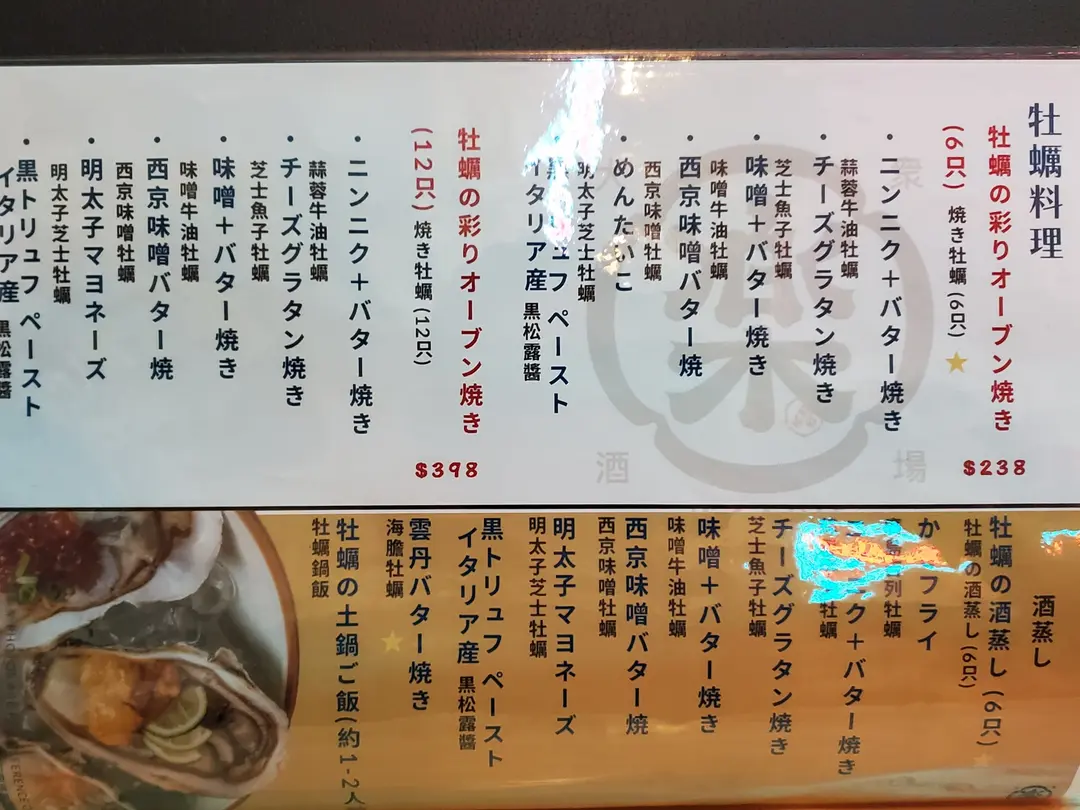 牡蠣料理
牡蠣の彩りオーブン焼き
$238
(6只) 焼き牡蠣(6只)
・ニンニク+バター焼き
蒜蓉牛油牡蠣
・チーズグラタン焼き
芝士魚子牡蠣
・味噌+バター焼き
味噌牛油牡蠣
・西京味噌バター焼
西京味噌牡蠣
・めんたいこ
明太子芝士牡蠣
ペースト
イタリア産 黒松露醬
牡蠣の彩りオーブン焼き
$398
(12只) 焼き牡蠣(12只)
・ニンニク+バター焼き
蒜蓉牛油牡蠣
・チーズグラタン焼き
芝士魚子牡蠣
・味噌+バター焼き
味噌牛油牡蠣
・西京味噌バター焼
西京味噌牡蠣
・明太子マヨネーズ
明太子芝士牡蠣
・黒トリュフ ペースト
イタリア産 黒松露醬
衆
酒
場
酒蒸し
牡蠣の酒蒸し(6只)
牡蠣の酒蒸し(6只)
フライ
列牡蠣
ク+バター焼き
牡蠣
チーズグラタン焼き
芝士魚子牡蠣
味噌+バター焼き
味噌牛油牡蠣
西京味噌バター焼
西京味噌牡蠣
明太子マヨネーズ
明太子芝士牡蠣
黒トリュフ ペースト
イタリア産 黒松露醬
雲丹バター焼き
海膽牡蠣
牡蠣の土鍋ご飯(約1-2人
牡蠣鍋飯